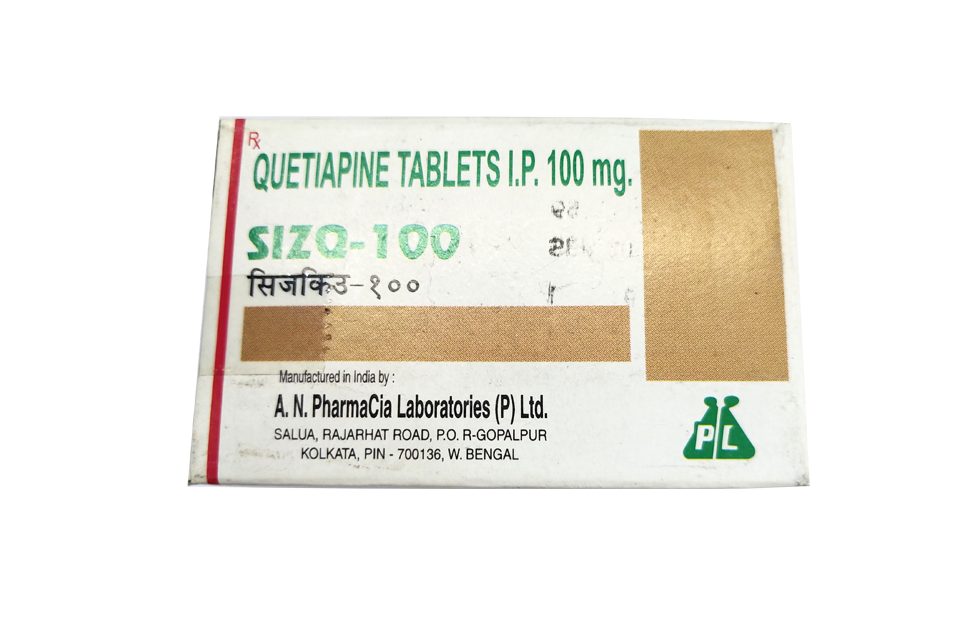 Rx
QUETIAPINE TABLETS I.P. 100 mg.
SIZQ-100
सिजकिउ-१००
Manufactured in India by :
A. N. PharmaCia Laboratories (P) Ltd.
SALUA, RAJARHAT ROAD, P.O. R-GOPALPUR
KOLKATA, PIN - 700136, W. BENGAL
PL